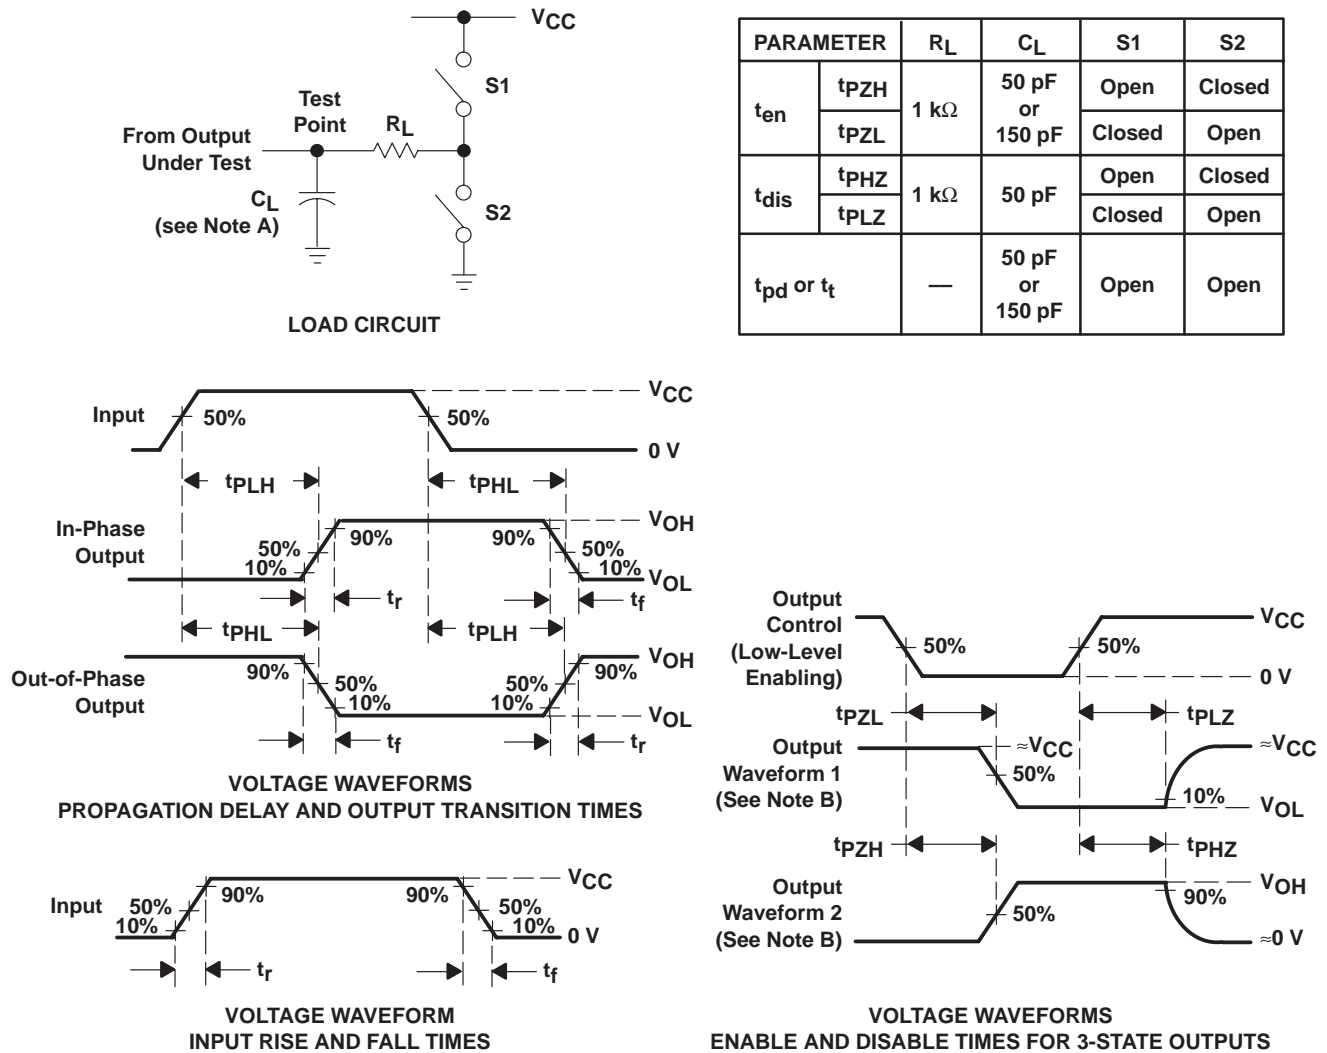 VCC
S1
Test
Point
RL
From Output
Under Test
CL
(see Note A)
S2
LOAD CIRCUIT
PARAMETER RL CL S1 S2
ten tPZH 1 kΩ 50 pF or 150 pF Open Closed
tPZL Closed Open
tdis tPHZ 1 kΩ 50 pF Open Closed
tPLZ Closed Open
tpd or tt — 50 pF or 150 pF Open Open
Input 50% 50% VCC
0 V
tPLH tPHL
In-Phase
Output
50%
10%
90% 90%
50%
10%
VOH
VOL
tr tf
tPHL tPLH
Out-of-Phase
Output
90%
50%
10%
50%
10%
90%
VOH
VOL
tf tr
VOLTAGE WAVEFORMS
PROPAGATION DELAY AND OUTPUT TRANSITION TIMES
Input
50%
10%
90% 90%
50%
10%
VCC
0 V
tr tf
VOLTAGE WAVEFORM
INPUT RISE AND FALL TIMES
Output
Control
(Low-Level
Enabling)
50% 50%
VCC
0 V
tPZL tPLZ
Output
Waveform 1
(See Note B)
≈VCC
50%
10%
≈VCC
VOL
tPZH tPHZ
Output
Waveform 2
(See Note B)
50%
90%
VOH
≈0 V
VOLTAGE WAVEFORMS
ENABLE AND DISABLE TIMES FOR 3-STATE OUTPUTS